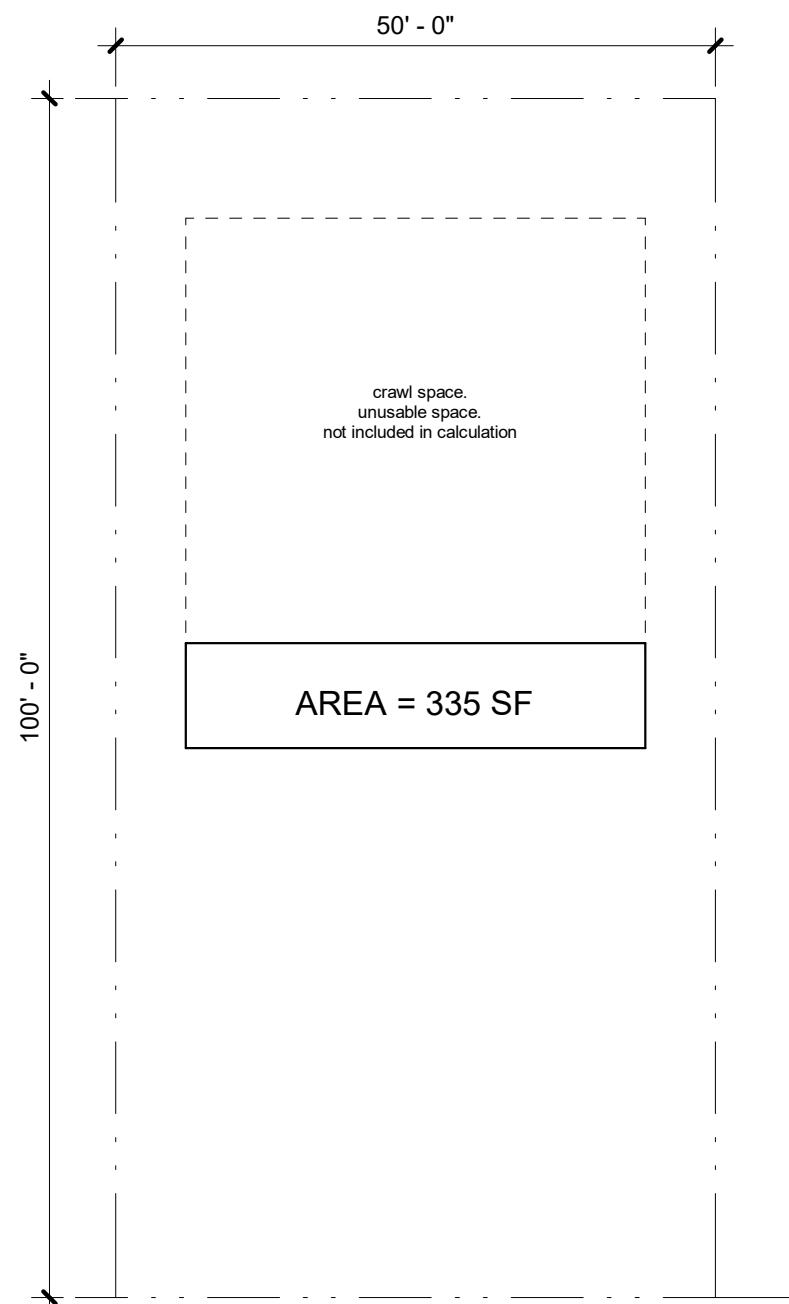 50' - 0"
crawl space.
unusable space.
not included in calculation
100' - 0"
AREA = 335 SF